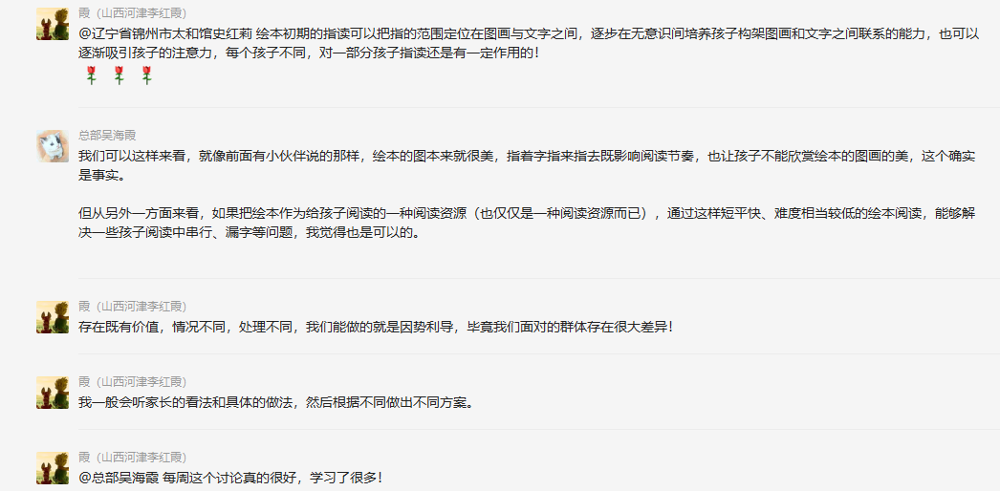 霞（山西河津李红霞）
@辽宁省锦州市太和馆史红莉 绘本初期的指读可以把指的范围定位在图画与文字之间，逐步在无意识间培养孩子构架图画和文字之间联系的能力，也可以
逐渐吸引孩子的注意力，每个孩子不同，对一部分孩子指读还是有一定作用的！
总部吴海霞
我们可以这样来看，就像前面有小伙伴说的那样，绘本的图本来就很美，指着字指来指去既影响阅读节奏，也让孩子不能欣赏绘本的图画的美，这个确实
是事实。
但从另外一方面来看，如果把绘本作为给孩子阅读的一种阅读资源（也仅仅是一种阅读资源而已），通过这样短平快、难度相当较低的绘本阅读，能够解
决一些孩子阅读中串行、漏字等问题，我觉得也是可以的。
霞（山西河津李红霞）
存在既有价值，情况不同，处理不同，我们能做的就是因势利导，毕竟我们面对的群体存在很大差异！
霞（山西河津李红霞）
我一般会听家长的看法和具体的做法，然后根据不同做出不同方案。
霞（山西河津李红霞）
@总部吴海霞 每周这个讨论真的很好，学习了很多！